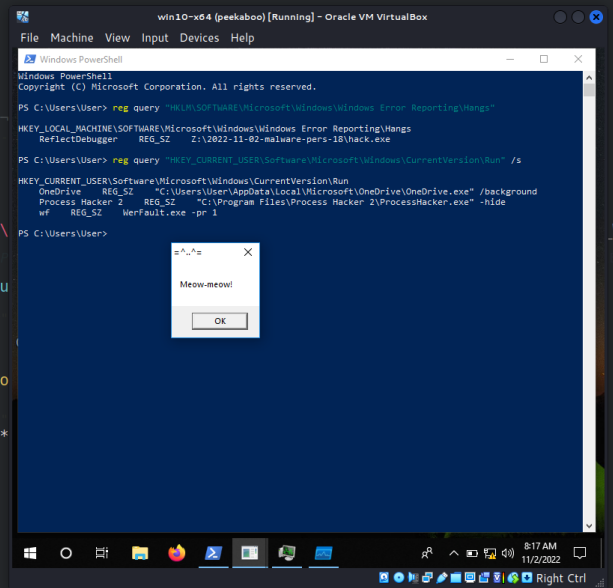 win10-x64 (peekaboo) [Running] - Oracle VM VirtualBox
File Machine View Input Devices Help
Windows PowerShell
Windows PowerShell
Copyright (C) Microsoft Corporation. All rights reserved.
PS C:\Users\User> reg query "HKLM\SOFTWARE\Microsoft\Windows\Windows Error Reporting\Hangs"
HKEY_LOCAL_MACHINE\SOFTWARE\Microsoft\Windows\Windows Error Reporting\Hangs
ReflectDebugger REG_SZ Z:\2022-11-02-malware-pers-18\hack.exe
PS C:\Users\User> reg query "HKEY_CURRENT_USER\Software\Microsoft\Windows\CurrentVersion\Run" /s
HKEY_CURRENT_USER\Software\Microsoft\Windows\CurrentVersion\Run
OneDrive REG_SZ "C:\Users\User\AppData\Local\Microsoft\OneDrive\OneDrive.exe" /background
Process Hacker 2 REG_SZ "C:\Program Files\Process Hacker 2\ProcessHacker.exe" -hide
wf REG_SZ WerFault.exe -pr 1
PS C:\Users\User>
=^..^=
Meow-meow!
OK
\
u
o
*
8:17 AM
11/2/2022
Right Ctrl